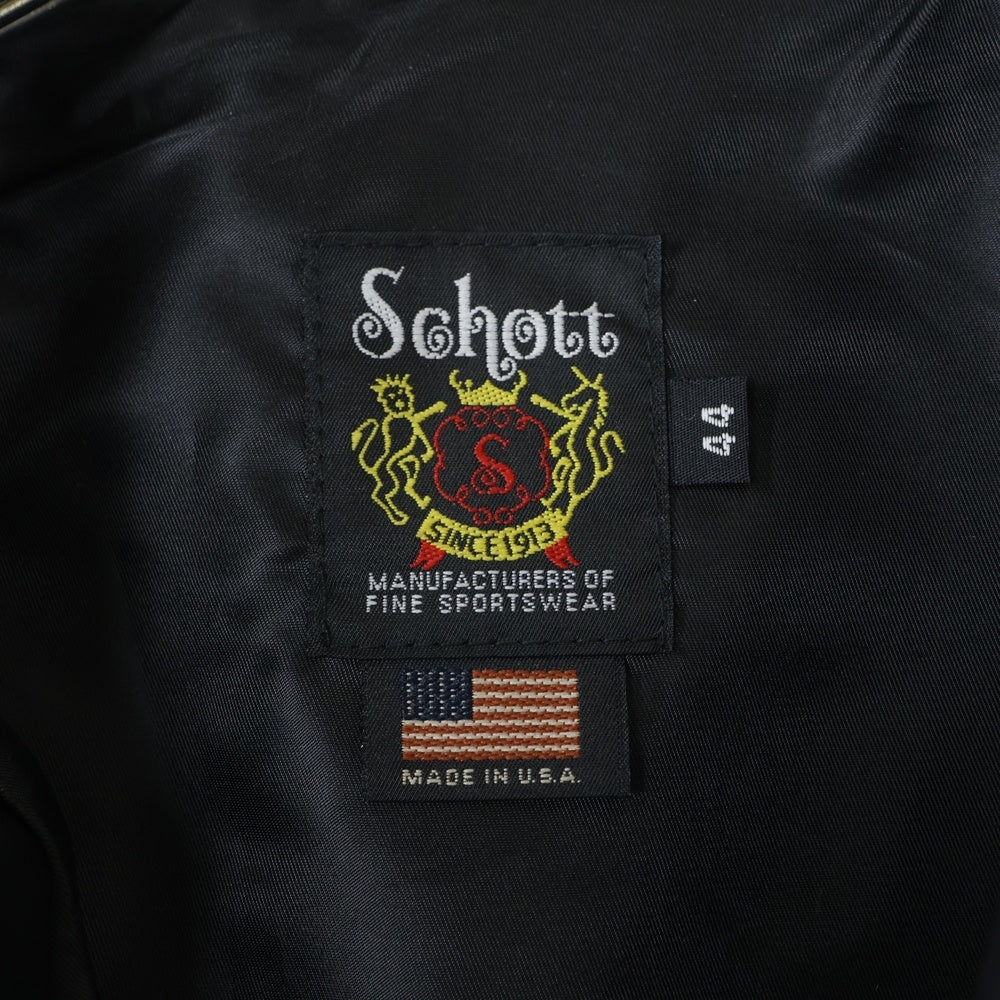 Schott
44
S
SINCE 1913
MANUFACTURERS OF
FINE SPORTSWEAR
MADE IN U.S.A.